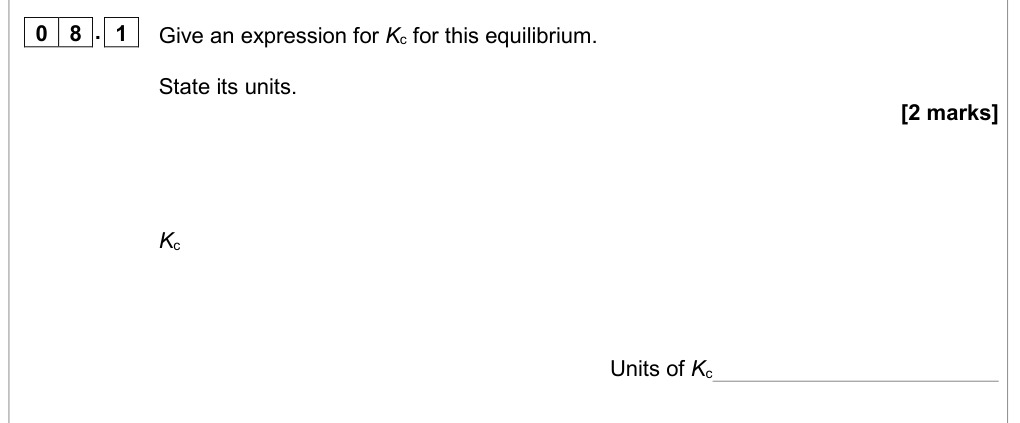 0 8 . 1 Give an expression for Kc for this equilibrium.
State its units.
[2 marks]
Kc
Units of Kc